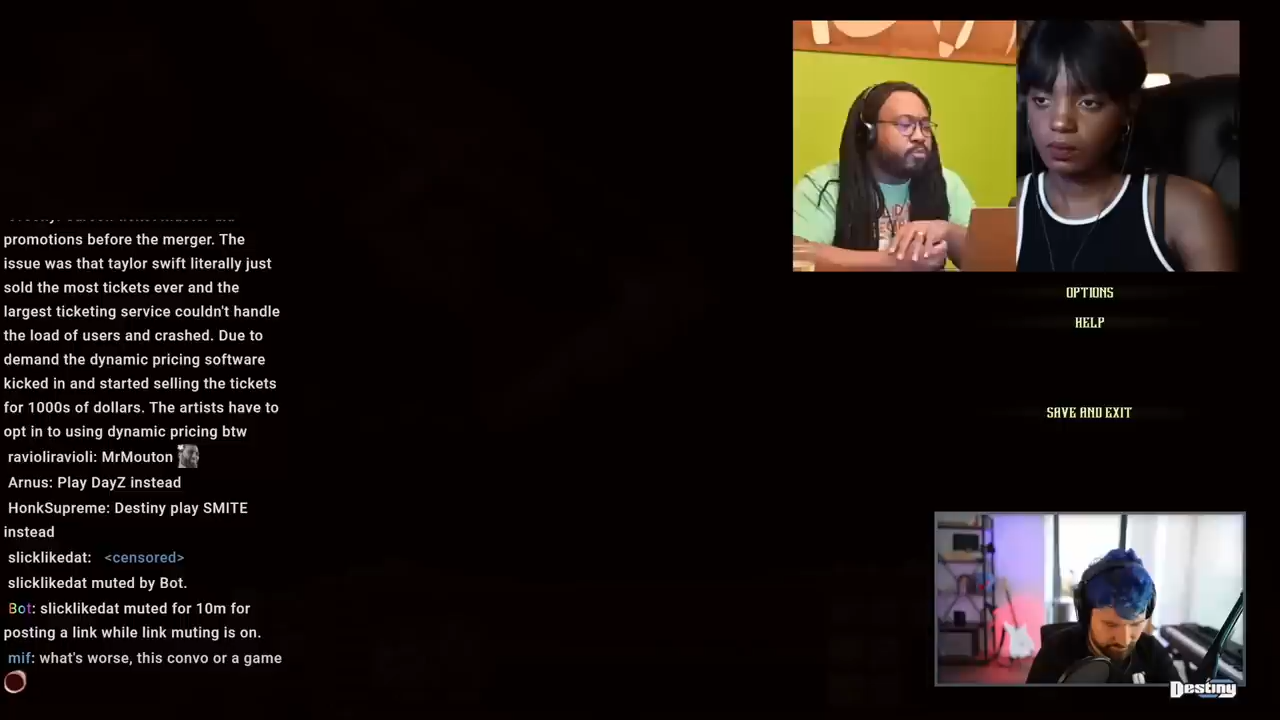 promotions before the merger. The
issue was that taylor swift literally just
sold the most tickets ever and the
largest ticketing service couldn't handle
the load of users and crashed. Due to
demand the dynamic pricing software
kicked in and started selling the tickets
for 1000s of dollars. The artists have to
opt in to using dynamic pricing btw
ravioliravioli: MrMouton
Arnus: Play DayZ instead
HonkSupreme: Destiny play SMITE
instead
slicklikedat: <censored>
slicklikedat muted by Bot.
Bot: slicklikedat muted for 10m for
posting a link while link muting is on.
mif: what's worse, this convo or a game
OPTIONS
HELP
SAVE AND EXIT
Destiny